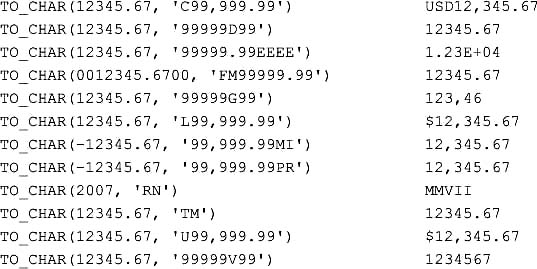 TO_CHAR(12345.67, 'C99,999.99') USD12,345.67
TO_CHAR(12345.67, '99999D99') 12345.67
TO_CHAR(12345.67, '99999.99EEEE') 1.23E+04
TO_CHAR(0012345.6700, 'FM99999.99') 12345.67
TO_CHAR(12345.67, '99999G99') 123,46
TO_CHAR(12345.67, 'L99,999.99') $12,345.67
TO_CHAR(-12345.67, '99,999.99MI') 12,345.67
TO_CHAR(-12345.67, '99,999.99PR') 12,345.67
TO_CHAR(2007, 'RN') MMVII
TO_CHAR(12345.67, 'TM') 12345.67
TO_CHAR(12345.67, 'U99,999.99') $12,345.67
TO_CHAR(12345.67, '99999V99') 1234567